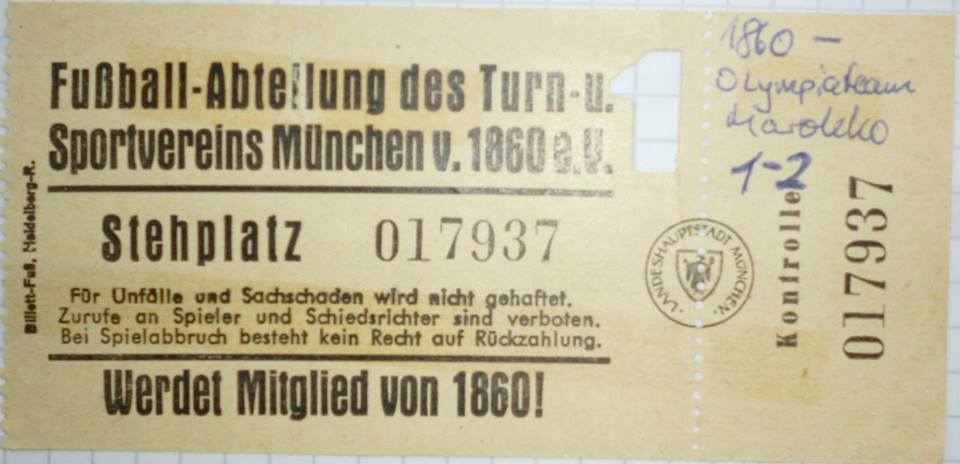 Fußball-Abteilung des Turn-u.
Sportvereins München v. 1860 e.V.
Stehplatz 017937
Für Unfälle und Sachschaden wird nicht gehaftet.
Zurufe an Spieler und Schiedsrichter sind verboten.
Bei Spielabbruch besteht kein Recht auf Rückzahlung.
Werdet Mitglied von 1860!
Billett-Fuß, Heidelberg-R.
· LANDESHAUPTSTADT MÜNCHEN ·
1860 –
Olympiateam
Marokko
1-2
Kontrolle
017937